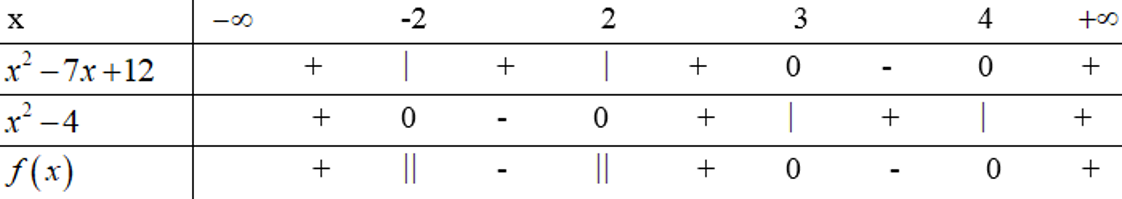 x −∞ -2 2 3 4 +∞
x² − 7x + 12 + | + | + 0 - 0 +
x² − 4 + 0 - 0 + | + | +
f(x) + || - || + 0 - 0 +